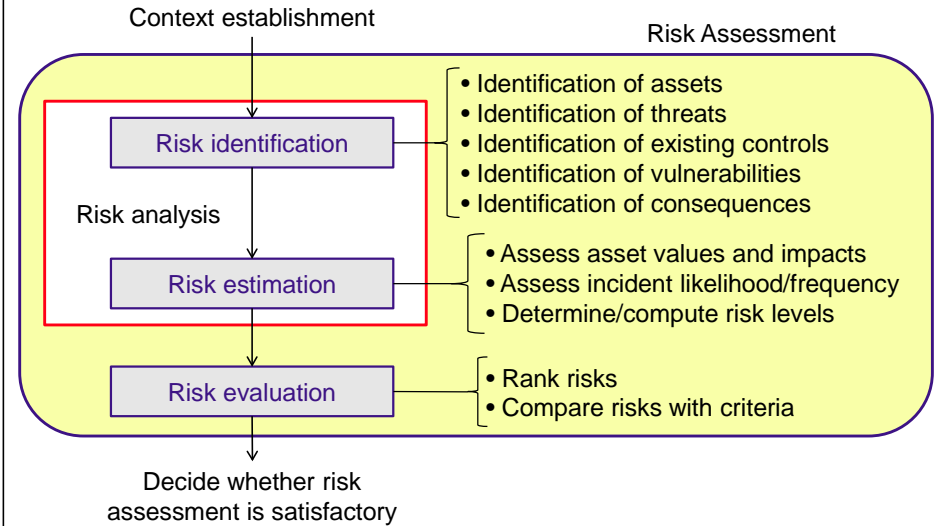 Context establishment
Risk Assessment
Risk identification
• Identification of assets
• Identification of threats
• Identification of existing controls
• Identification of vulnerabilities
• Identification of consequences
Risk analysis
Risk estimation
• Assess asset values and impacts
• Assess incident likelihood/frequency
• Determine/compute risk levels
Risk evaluation
• Rank risks
• Compare risks with criteria
Decide whether risk
assessment is satisfactory